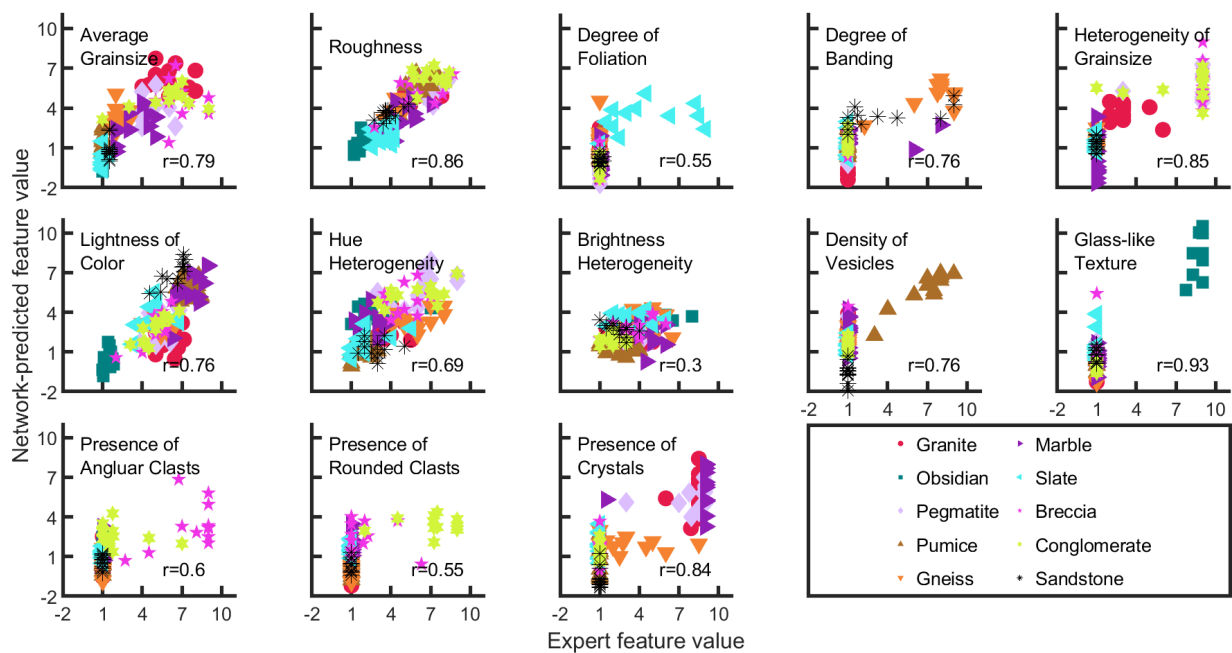 Network-predicted feature value
10
7
4
1
-2
Average
Grainsize
r=0.79
Roughness
r=0.86
Degree of
Foliation
r=0.55
Degree of
Banding
r=0.76
Heterogeneity of
Grainsize
r=0.85
10
7
4
1
-2
Lightness of
Color
r=0.76
Hue
Heterogeneity
r=0.69
Brightness
Heterogeneity
r=0.3
Density of
Vesicles
r=0.76
-2 1 4 7 10
Glass-like
Texture
r=0.93
-2 1 4 7 10
10
7
4
1
-2
Presence of
Angluar Clasts
r=0.6
-2 1 4 7 10
Presence of
Rounded Clasts
r=0.55
-2 1 4 7 10
Presence of
Crystals
r=0.84
-2 1 4 7 10
Granite
Obsidian
Pegmatite
Pumice
Gneiss
Marble
Slate
Breccia
Conglomerate
Sandstone
Expert feature value